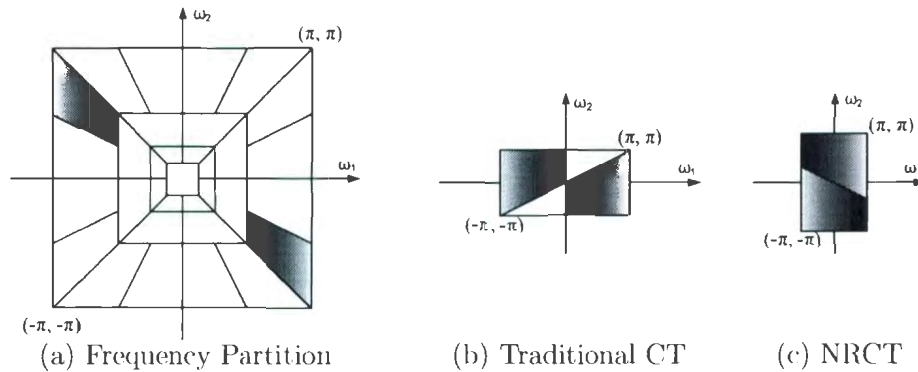 ω₂
(π, π)
ω₁
(-π, -π)
(a) Frequency Partition
ω₂
(π, π)
ω₁
(-π, -π)
(b) Traditional CT
ω₂
(π, π)
ω
(-π, -π)
(c) NRCT